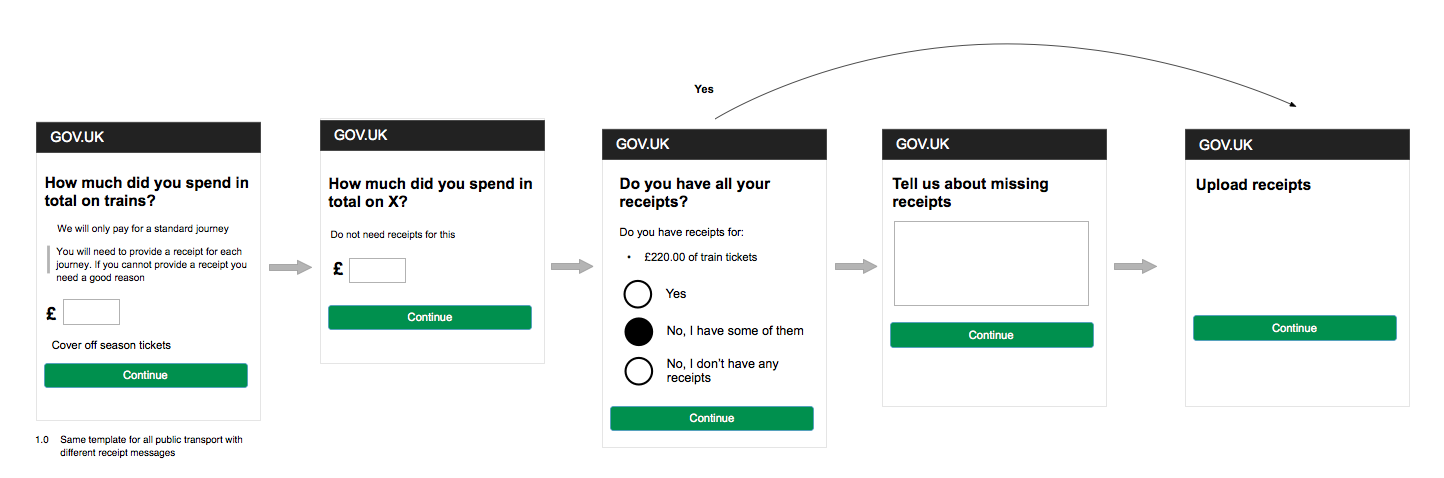 Yes
GOV.UK
How much did you spend in
total on trains?
We will only pay for a standard journey
You will need to provide a receipt for each
journey. If you cannot provide a receipt you
need a good reason
£
Cover off season tickets
Continue
1.0 Same template for all public transport with
different receipt messages
GOV.UK
How much did you spend in
total on X?
Do not need receipts for this
£
Continue
GOV.UK
Do you have all your
receipts?
Do you have receipts for:
• £220.00 of train tickets
Yes
No, I have some of them
No, I don't have any
receipts
Continue
GOV.UK
Tell us about missing
receipts
Continue
GOV.UK
Upload receipts
Continue